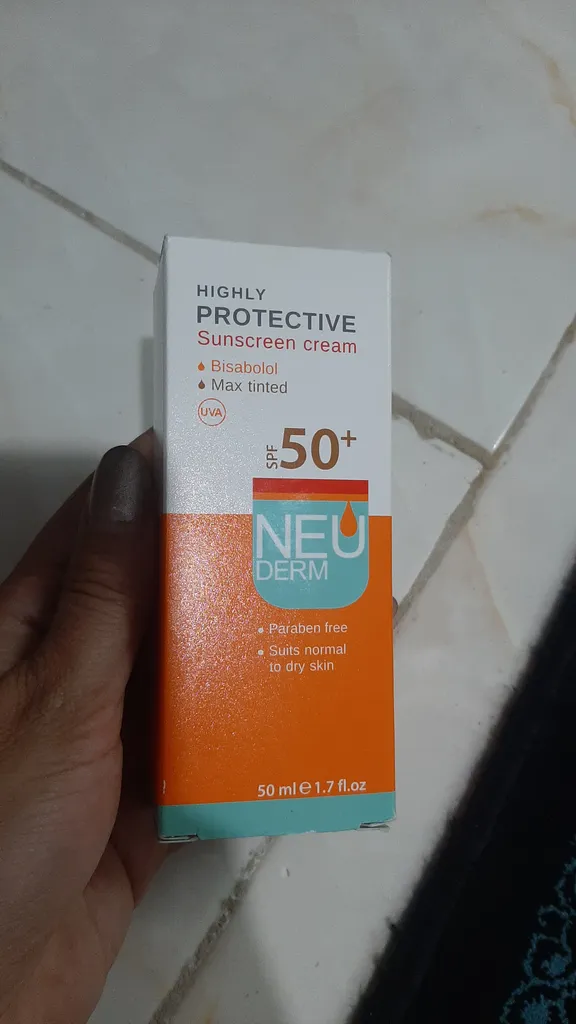 HIGHLY
PROTECTIVE
Sunscreen cream
Bisabolol
Max tinted
UVA
SPF 50+
NEU
DERM
Paraben free
Suits normal
to dry skin
50 ml e 1.7 fl.oz